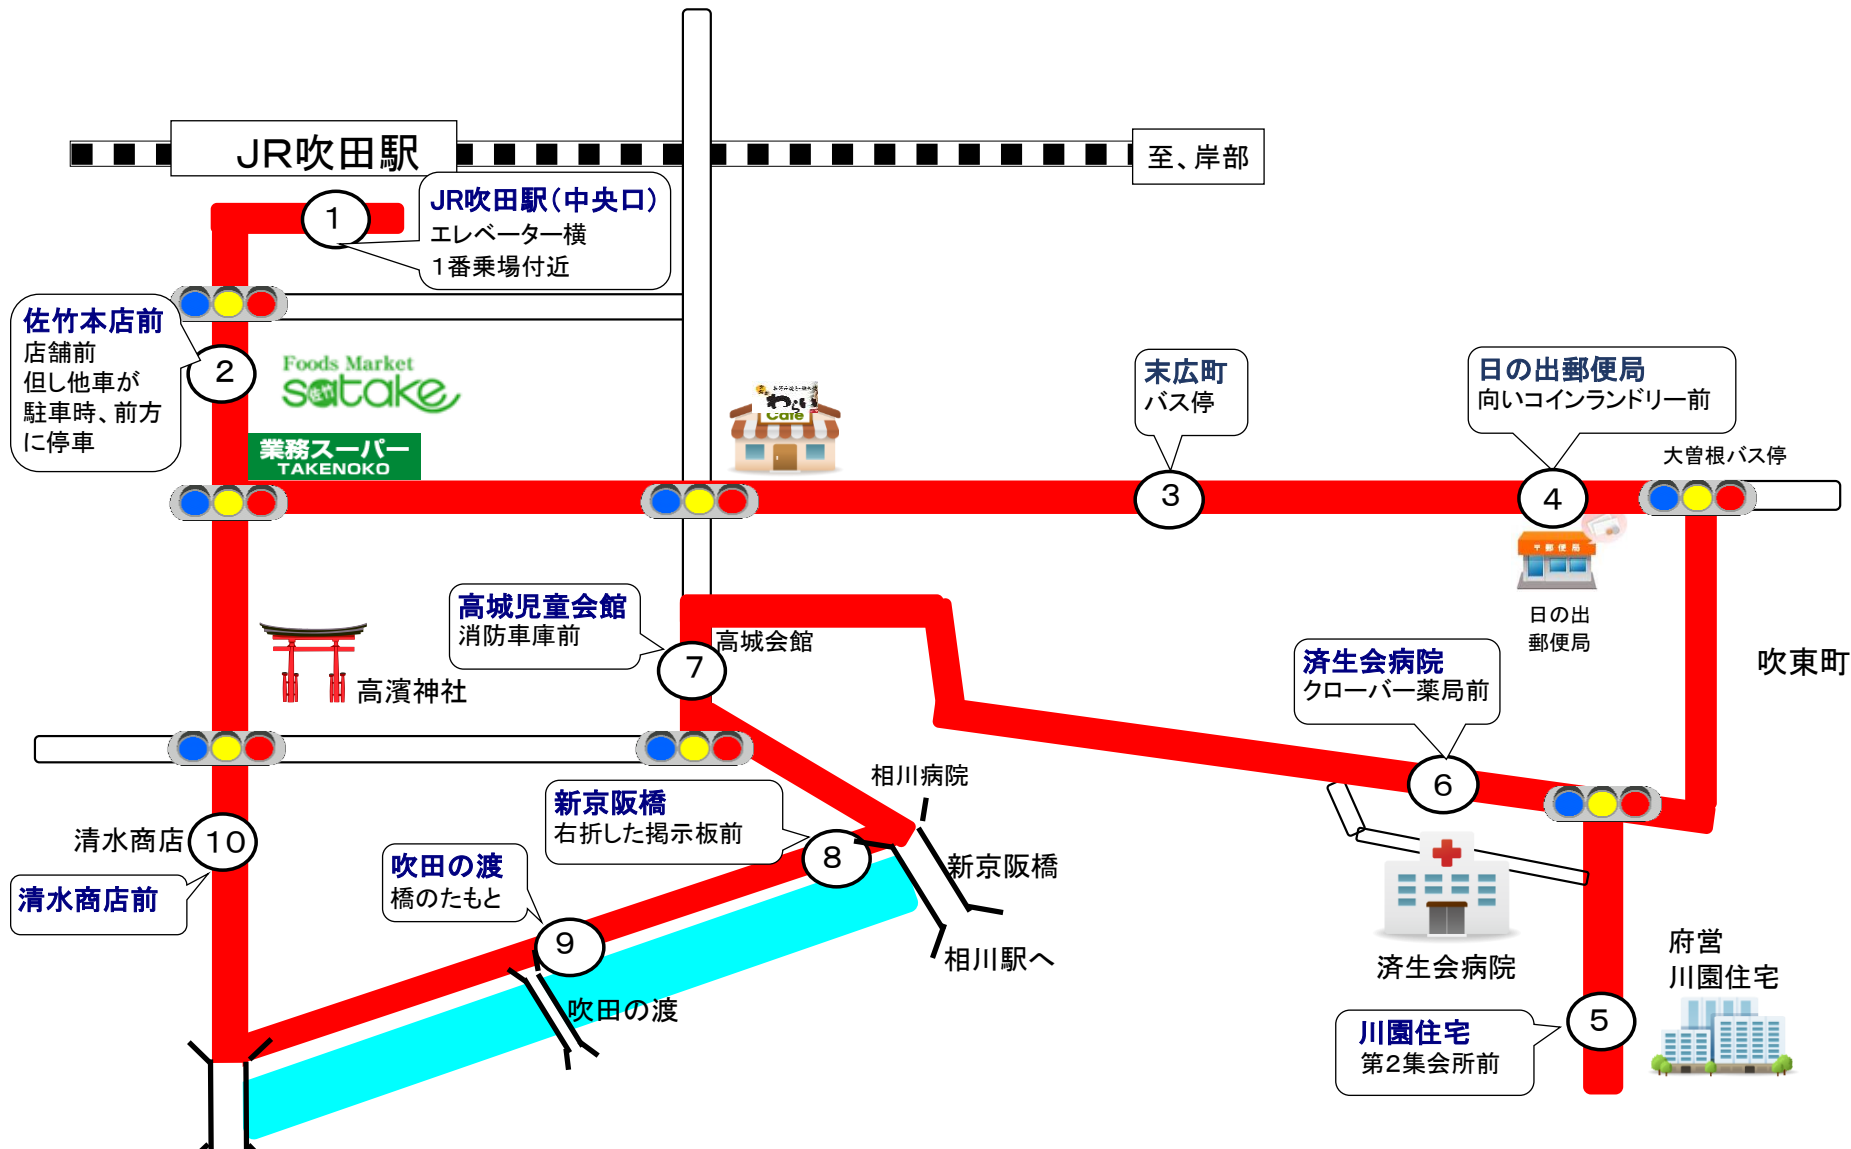 JR吹田駅
至、岸部
1
JR吹田駅（中央口）
エレベーター横
１番乗場付近
佐竹本店前
店舗前
但し他車が
駐車時、前方
に停車
2
Foods Market
satake
佐竹
業務スーパー
TAKENOKO
Cafe
末広町
バス停
3
日の出郵便局
向いコインランドリー前
4
大曽根バス停
〒郵便局
日の出
郵便局
吹東町
高城児童会館
消防車庫前
7
高城会館
高濱神社
済生会病院
クローバー薬局前
6
相川病院
新京阪橋
右折した掲示板前
8
新京阪橋
相川駅へ
清水商店
10
清水商店前
吹田の渡
橋のたもと
9
吹田の渡
済生会病院
府営
川園住宅
川園住宅
第２集会所前
5